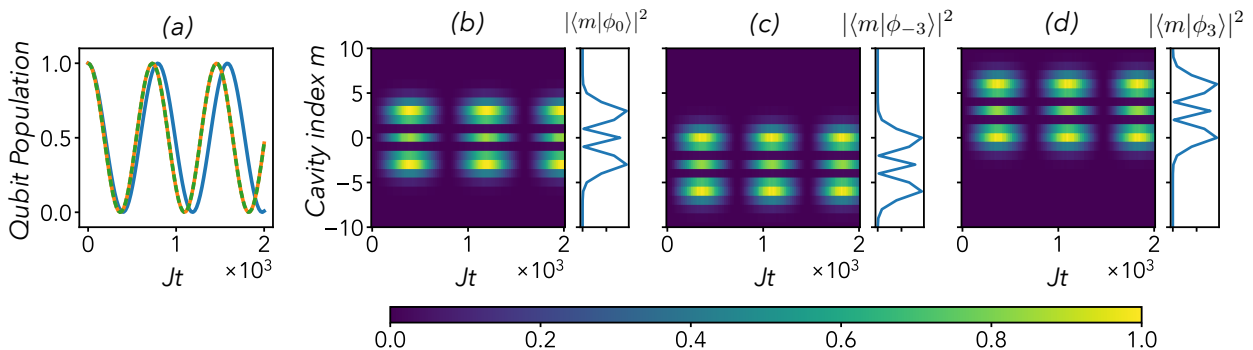 (a)
(b)
|⟨m|ϕ₀⟩|²
(c)
|⟨m|ϕ₋₃⟩|²
(d)
|⟨m|ϕ₃⟩|²
Qubit Population
1.0
0.5
0.0
0
1
2
×10³
Jt
Cavity index m
10
5
0
−5
−10
0
1
2
×10³
Jt
0
1
2
×10³
Jt
0
1
2
×10³
Jt
0.0
0.2
0.4
0.6
0.8
1.0